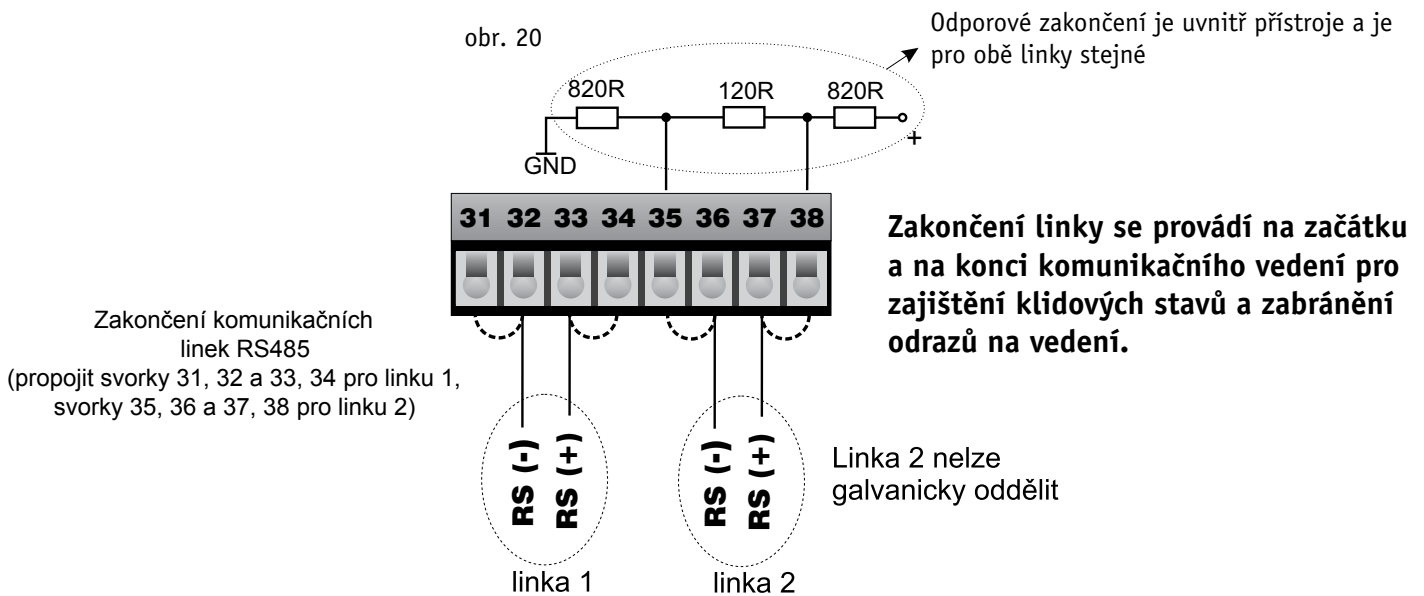 obr. 20
Odporové zakončení je uvnitř přístroje a je
pro obě linky stejné
820R
120R
820R
+
GND
31 32 33 34 35 36 37 38
Zakončení linky se provádí na začátku
a na konci komunikačního vedení pro
zajištění klidových stavů a zabránění
odrazů na vedení.
Zakončení komunikačních
linek RS485
(propojit svorky 31, 32 a 33, 34 pro linku 1,
svorky 35, 36 a 37, 38 pro linku 2)
RS (-)
RS (+)
RS (-)
RS (+)
Linka 2 nelze
galvanicky oddělit
linka 1
linka 2